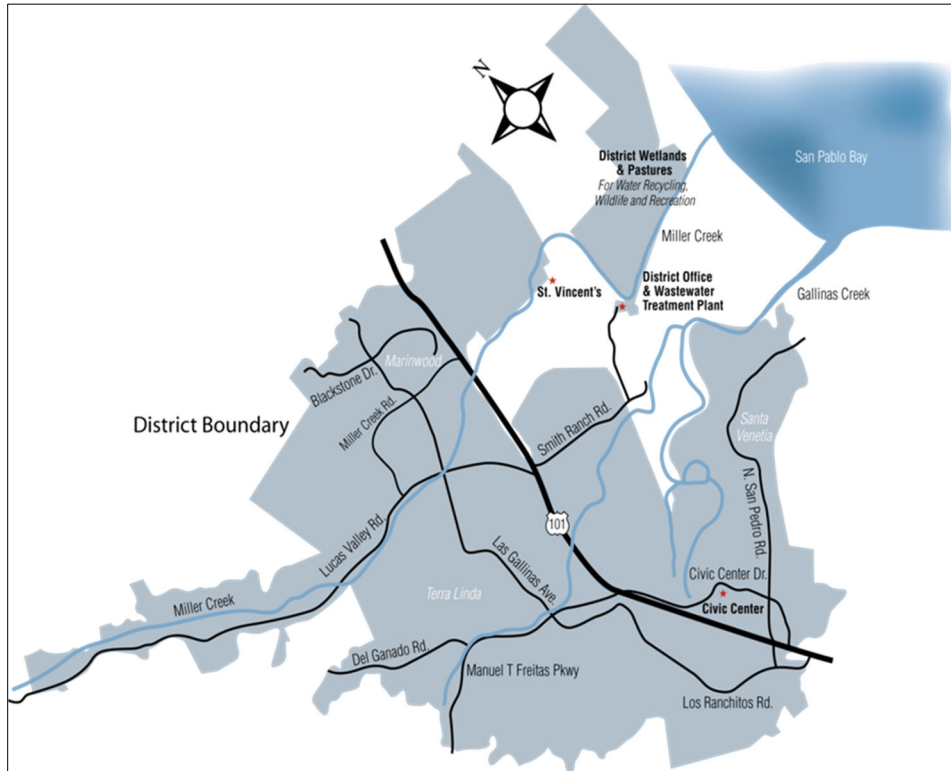 N
San Pablo Bay
District Wetlands
& Pastures
For Water Recycling,
Wildlife and Recreation
Miller Creek
St. Vincent's
District Office
& Wastewater
Treatment Plant
Gallinas Creek
Marinwood
Blackstone Dr.
Miller Creek Rd.
District Boundary
Smith Ranch Rd.
Santa
Venetia
N. San Pedro Rd.
Lucas Valley Rd.
101
Las Gallinas Ave.
Civic Center Dr.
Civic Center
Miller Creek
Terra Linda
Del Ganado Rd.
Manuel T Freitas Pkwy
Los Ranchitos Rd.